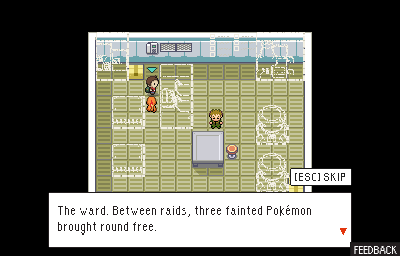 [ESC] SKIP
The ward. Between raids, three fainted Pokémon
brought round free.
FEEDBACK